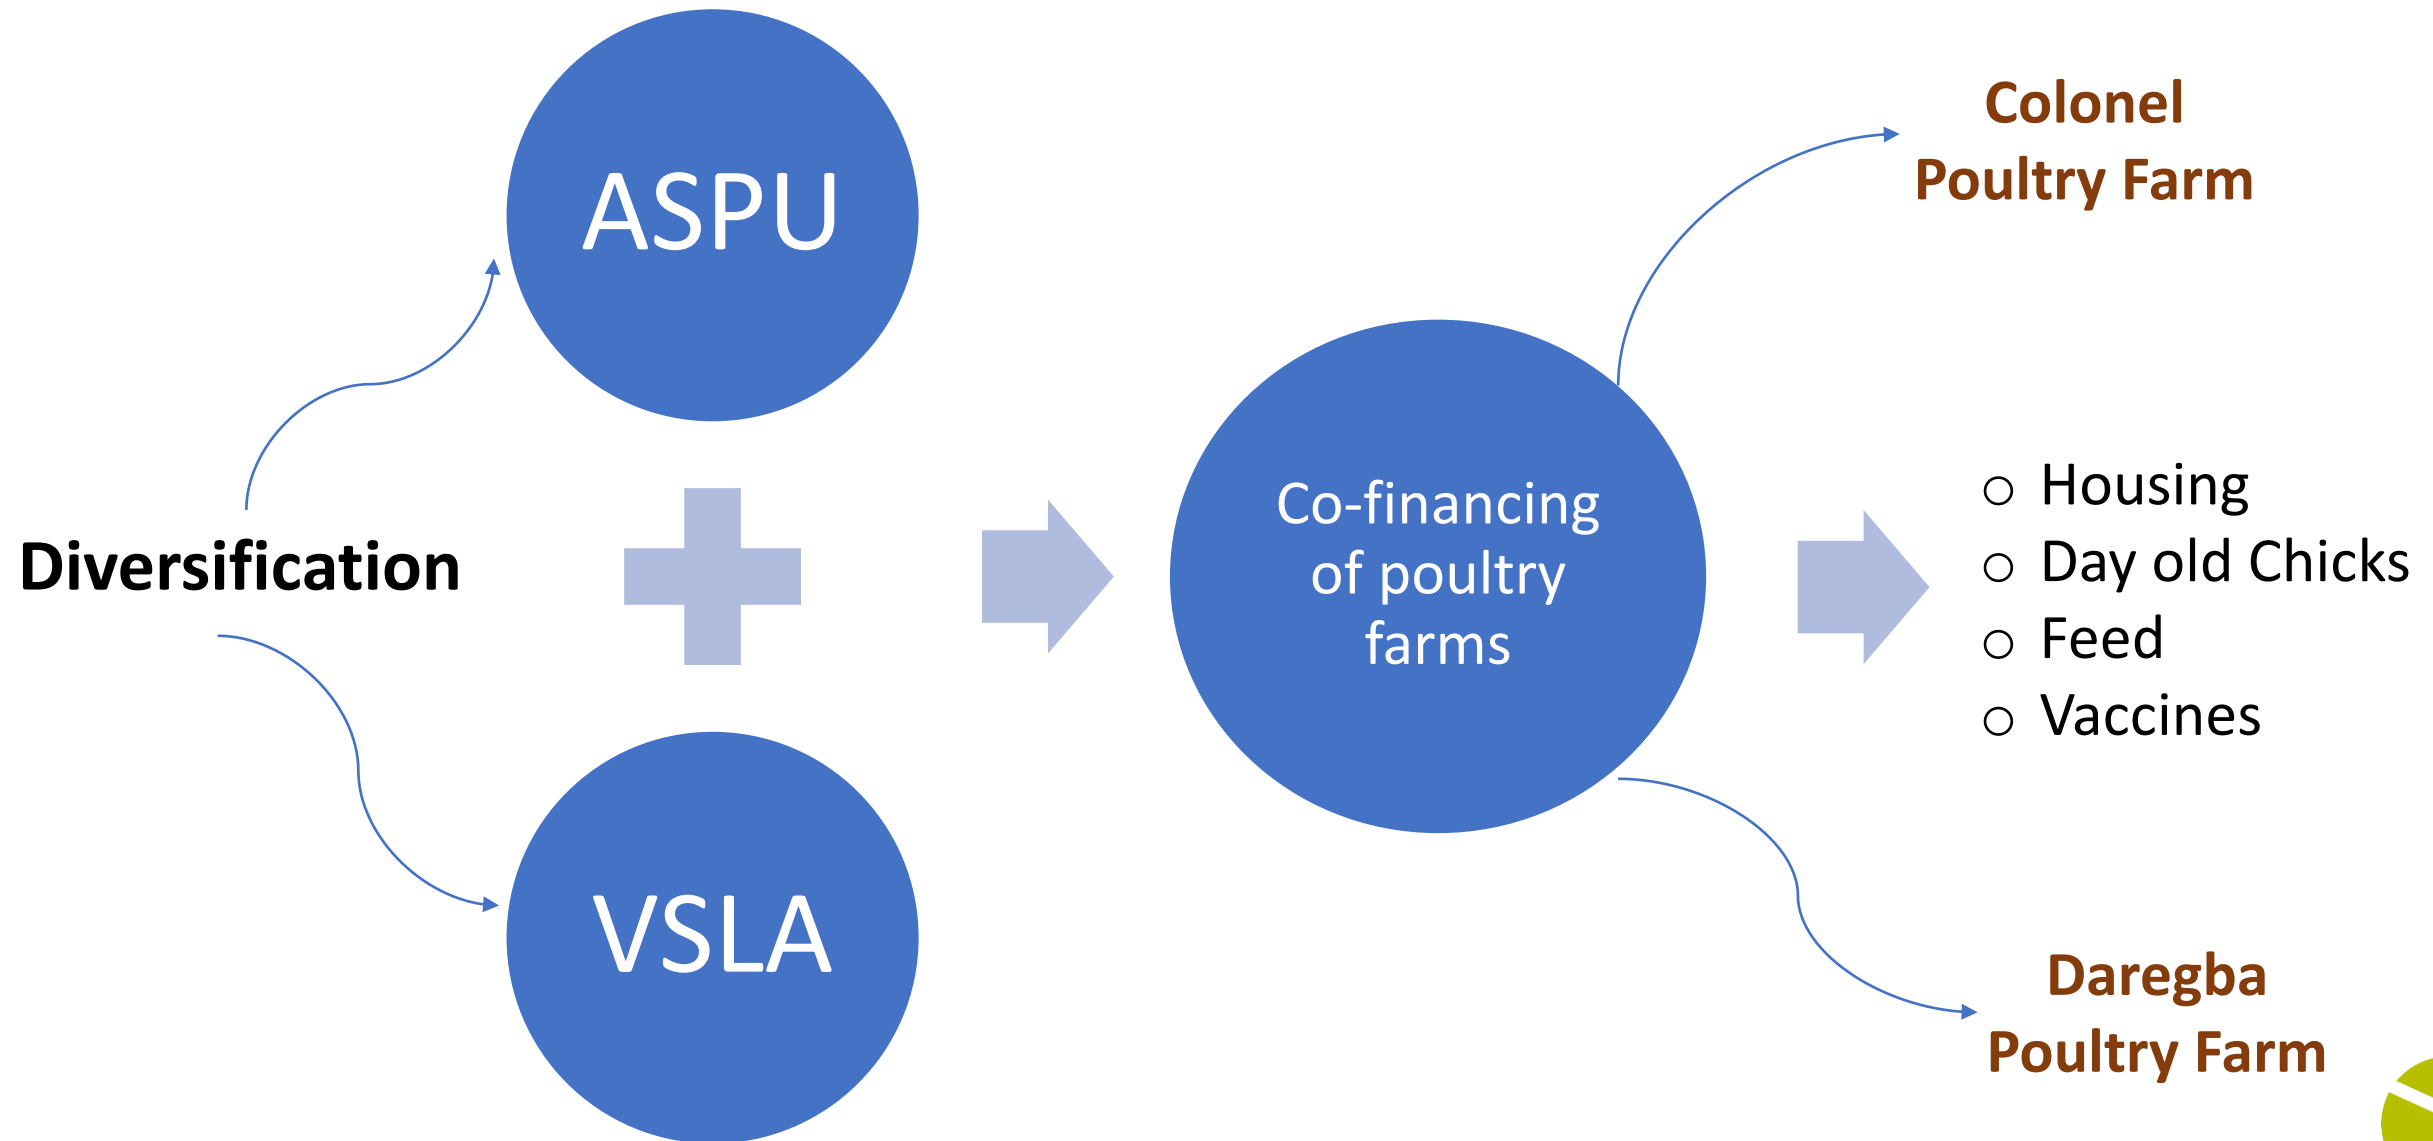 Diversification
ASPU
VSLA
Co-financing
of poultry
farms
Colonel
Poultry Farm
Housing
Day old Chicks
Feed
Vaccines
Daregba
Poultry Farm